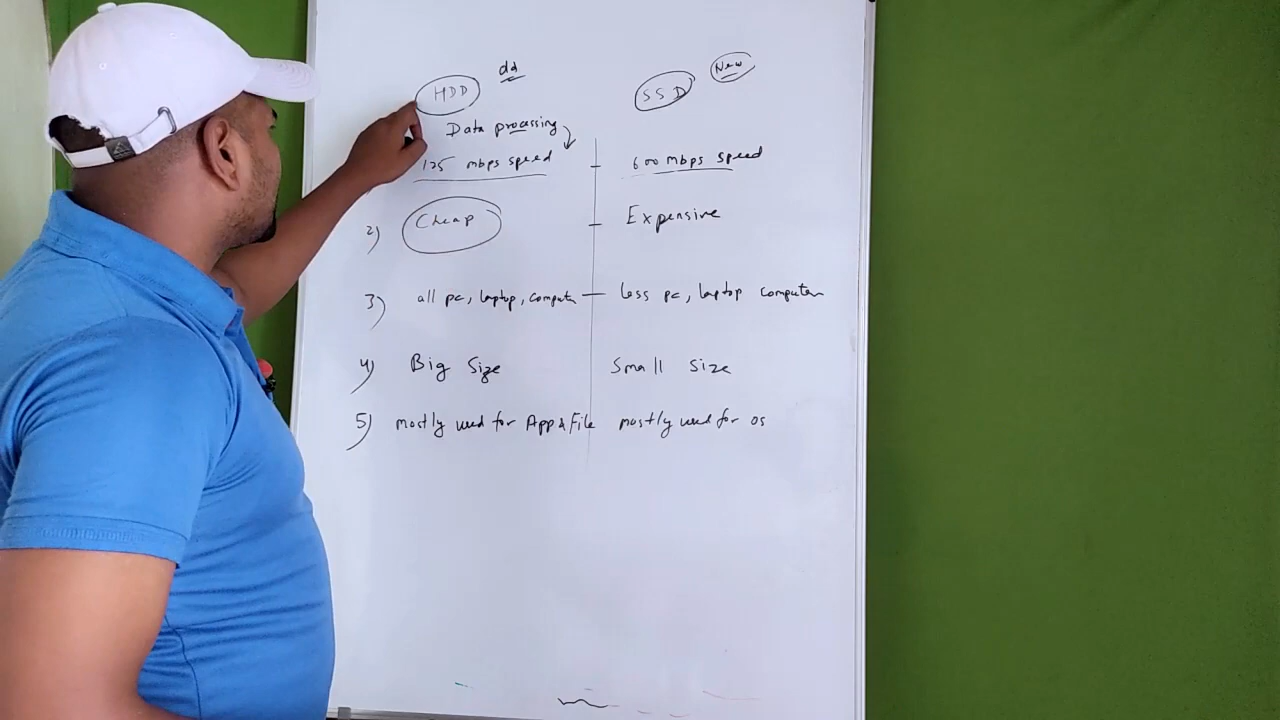 old New
HDD SSD
Data processing
125 mbps speed 600 mbps speed
2) Cheap Expensive
3) all pc, laptop, computer less pc, laptop computer
4) Big Size Small Size
5) mostly used for App & File mostly used for os